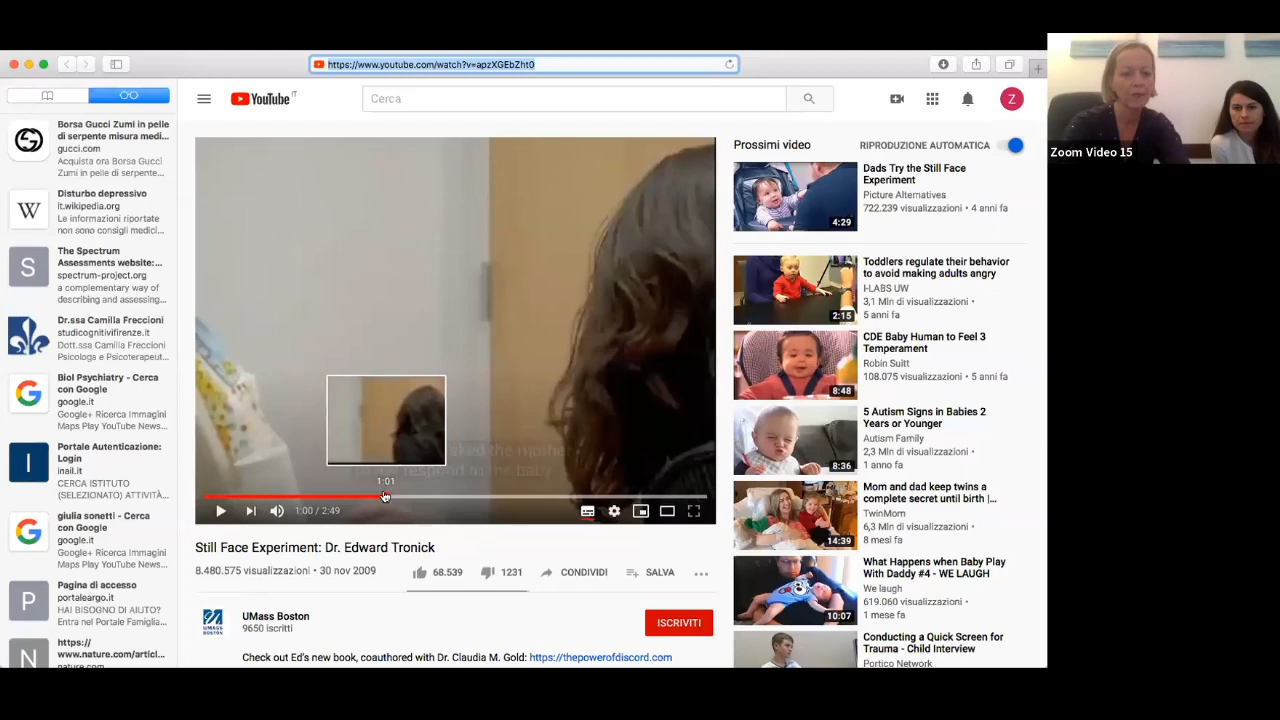 https://www.youtube.com/watch?v=apzXGEbZht0
Borsa Gucci Zumi in pelle
di serpente misura medi...
gucci.com
Acquista ora Borsa Gucci
Zumi in pelle di serpente...
W
Disturbo depressivo
it.wikipedia.org
Le informazioni riportate
non sono consigli medici...
S
The Spectrum
Assessments website:...
spectrum-project.org
a complementary way of
describing and assessing...
Dr.ssa Camilla Freccioni
studicognitivifirenze.it
Dott.ssa Camilla Freccioni
Psicologa e Psicoterapeut...
G
Biol Psychiatry - Cerca
con Google
google.it
Google+ Ricerca Immagini
Maps Play YouTube News...
I
Portale Autenticazione:
Login
inail.it
CERCA ISTITUTO
(SELEZIONATO) ATTIVITÀ...
G
giulia sonetti - Cerca
con Google
google.it
Google+ Ricerca Immagini
Maps Play YouTube News...
P
Pagina di accesso
portaleargo.it
HAI BISOGNO DI AIUTO?
Entra nel Portale Famiglia...
N
https://
www.nature.com/articl...
nature.com
YouTube IT
Cerca
Z
asked the mother
respond to the baby
1:01
1:00 / 2:49
Still Face Experiment: Dr. Edward Tronick
8.480.575 visualizzazioni • 30 nov 2009
68.539
1231
CONDIVIDI
SALVA
UMASS
BOSTON
UMass Boston
9650 iscritti
ISCRIVITI
Check out Ed's new book, coauthored with Dr. Claudia M. Gold: https://thepowerofdiscord.com
Prossimi video
RIPRODUZIONE AUTOMATICA
4:29
Dads Try the Still Face
Experiment
Picture Alternatives
722.239 visualizzazioni • 4 anni fa
2:15
Toddlers regulate their behavior
to avoid making adults angry
I-LABS UW
3,1 Mln di visualizzazioni •
5 anni fa
8:48
CDE Baby Human to Feel 3
Temperament
Robin Suitt
108.075 visualizzazioni • 5 anni fa
8:36
5 Autism Signs in Babies 2
Years or Younger
Autism Family
2,3 Mln di visualizzazioni •
1 anno fa
14:39
Mom and dad keep twins a
complete secret until birth |...
TwinMom
6,3 Mln di visualizzazioni •
8 mesi fa
10:07
What Happens when Baby Play
With Daddy #4 - WE LAUGH
We laugh
619.060 visualizzazioni •
1 mese fa
Conducting a Quick Screen for
Trauma - Child Interview
Portico Network
Zoom Video 15